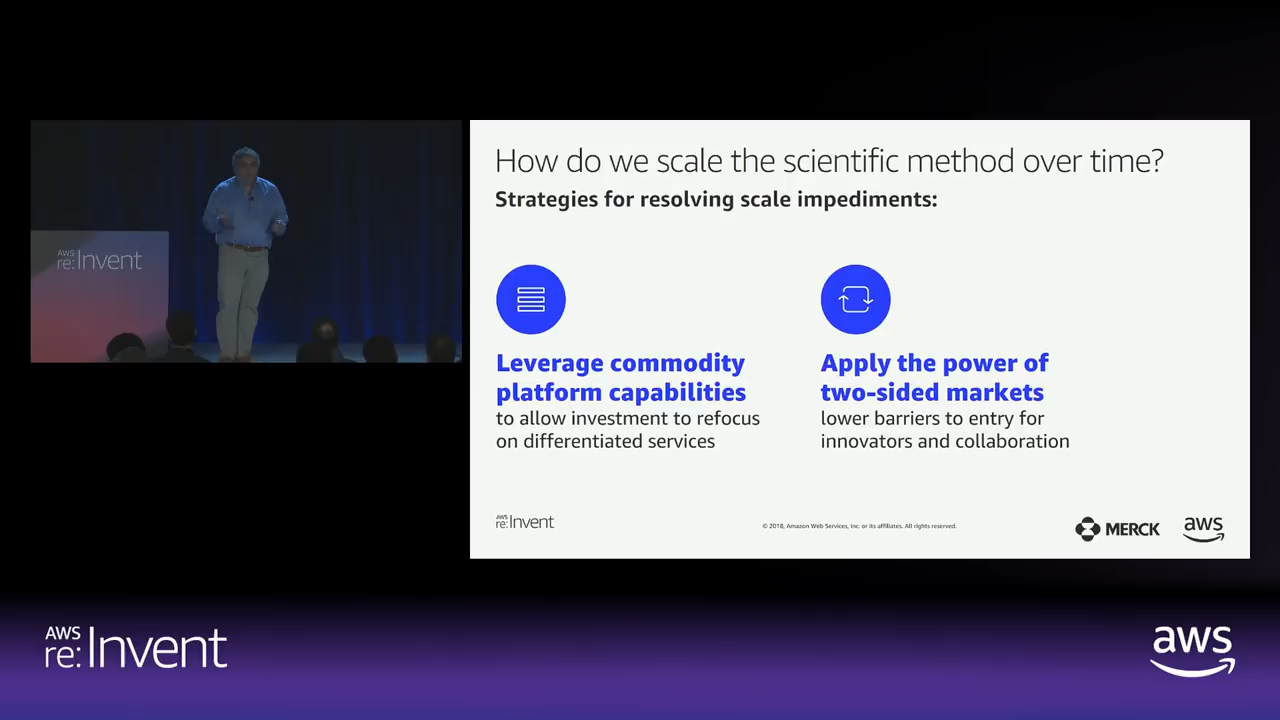 AWS
re:Invent
How do we scale the scientific method over time?
Strategies for resolving scale impediments:
Leverage commodity
platform capabilities
to allow investment to refocus
on differentiated services
Apply the power of
two-sided markets
lower barriers to entry for
innovators and collaboration
AWS
re:Invent
© 2018, Amazon Web Services, Inc. or its affiliates. All rights reserved.
MERCK
aws
AWS
re:Invent
aws